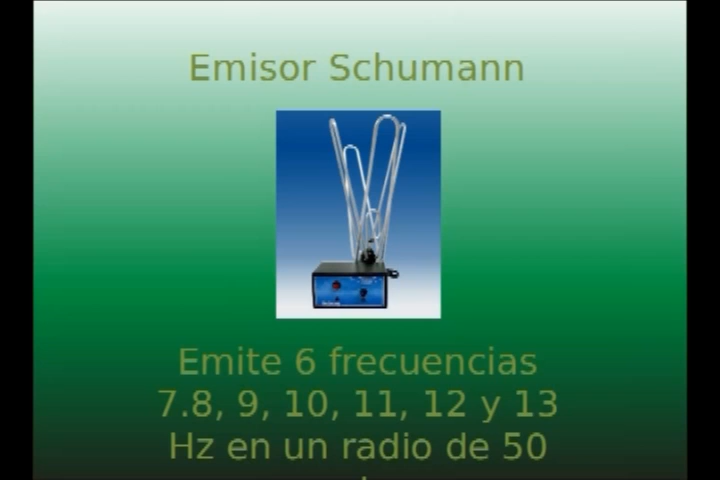 Emisor Schumann
Emite 6 frecuencias
7.8, 9, 10, 11, 12 y 13
Hz en un radio de 50